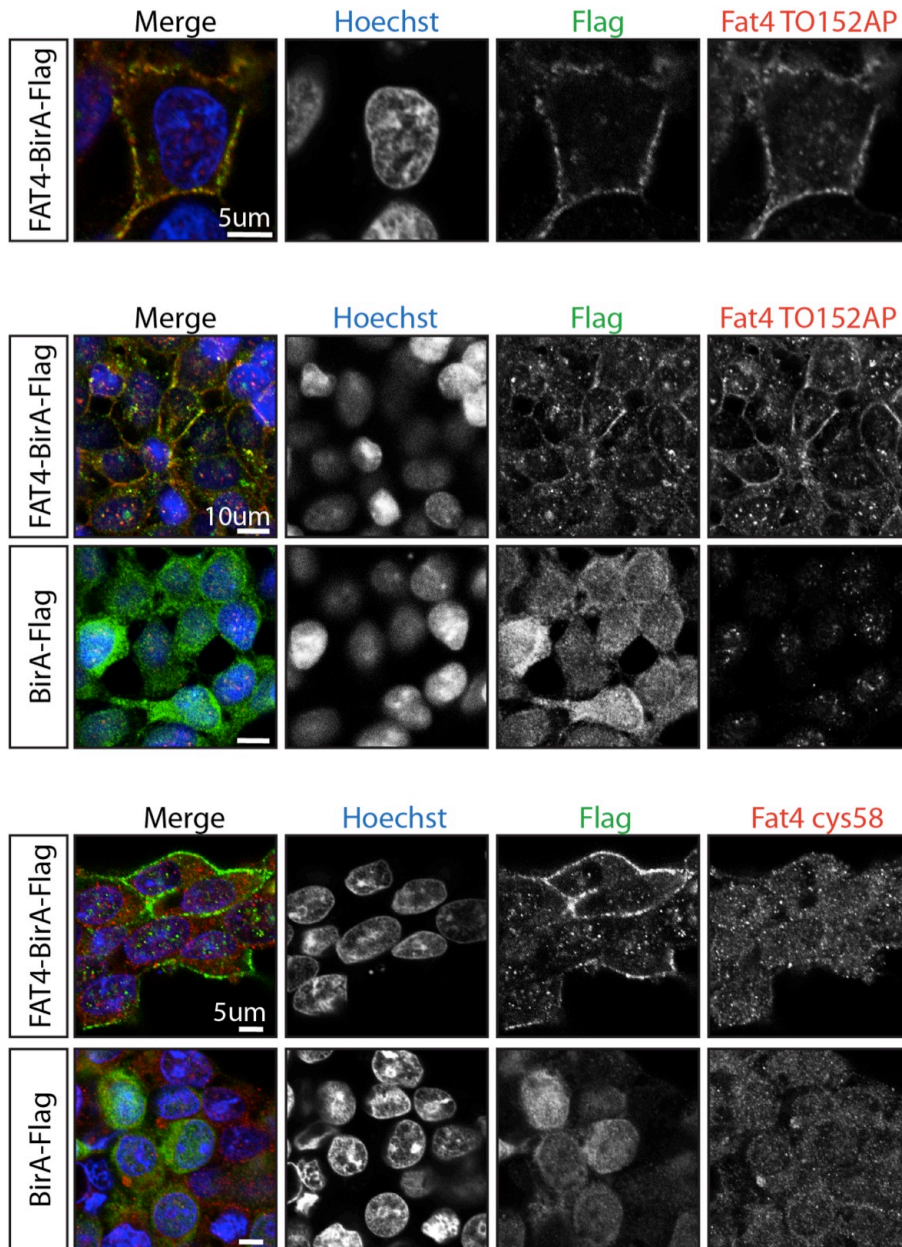 Merge Hoechst Flag Fat4 TO152AP
FAT4-BirA-Flag
5um
Merge Hoechst Flag Fat4 TO152AP
FAT4-BirA-Flag
10um
BirA-Flag
Merge Hoechst Flag Fat4 cys58
FAT4-BirA-Flag
5um
BirA-Flag